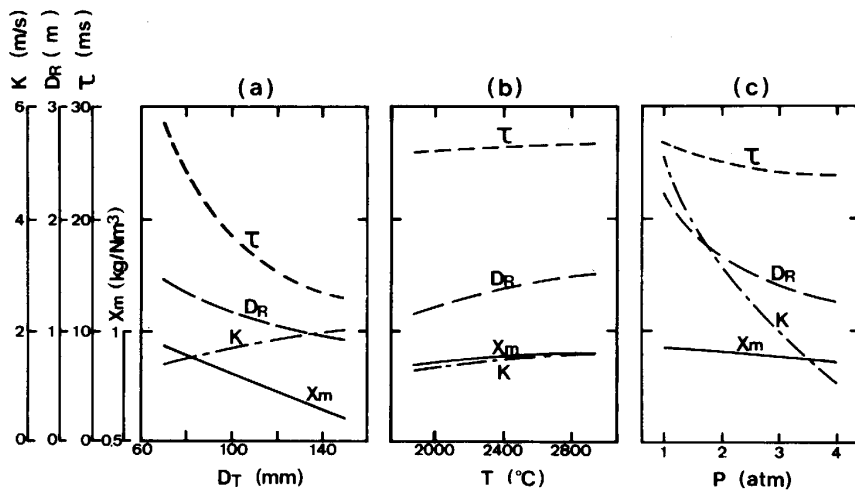 K (m/s)
DR (m)
τ (ms)
(a)
(b)
(c)
6
3
30
4
2
20
2
1
10
0
0
0
Xm (kg/Nm³)
1
0.5
τ
DR
K
Xm
τ
DR
Xm
K
τ
DR
K
Xm
60
100
140
2000
2400
2800
1
2
3
4
DT (mm)
T (°C)
P (atm)